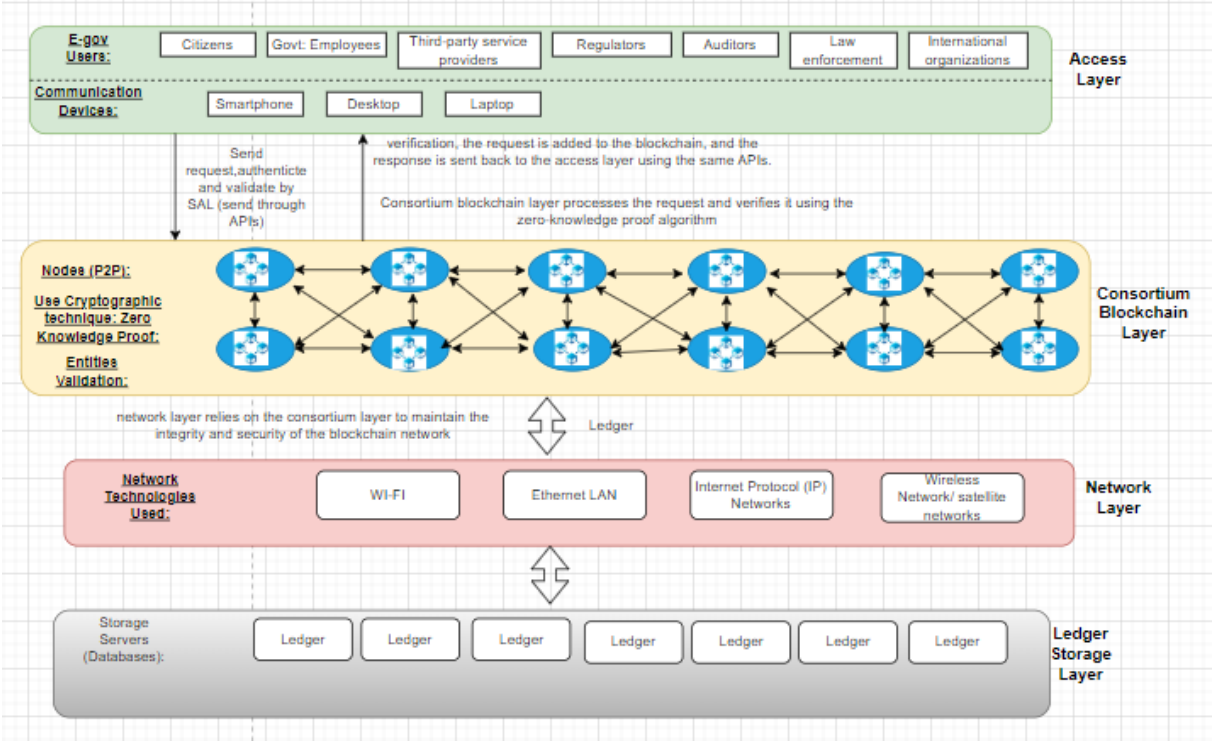 E-gov
Users:
Citizens
Govt: Employees
Third-party service
providers
Regulators
Auditors
Law
enforcement
International
organizations
Access
Layer
Communication
Devices:
Smartphone
Desktop
Laptop
Send
request,authenticte
and validate by
SAL (send through
APIs)
verification, the request is added to the blockchain, and the
response is sent back to the access layer using the same APIs.
Consortium blockchain layer processes the request and verifies it using the
zero-knowledge proof algorithm
Nodes (P2P):
Use Cryptographic
technique: Zero
Knowledge Proof:
Entities
Validation:
Consortium
Blockchain
Layer
network layer relies on the consortium layer to maintain the
integrity and security of the blockchain network
Ledger
Network
Technologies
Used:
WI-FI
Ethernet LAN
Internet Protocol (IP)
Networks
Wireless
Network/ satellite
networks
Network
Layer
Storage
Servers
(Databases):
Ledger
Ledger
Ledger
Ledger
Ledger
Ledger
Ledger
Ledger
Storage
Layer